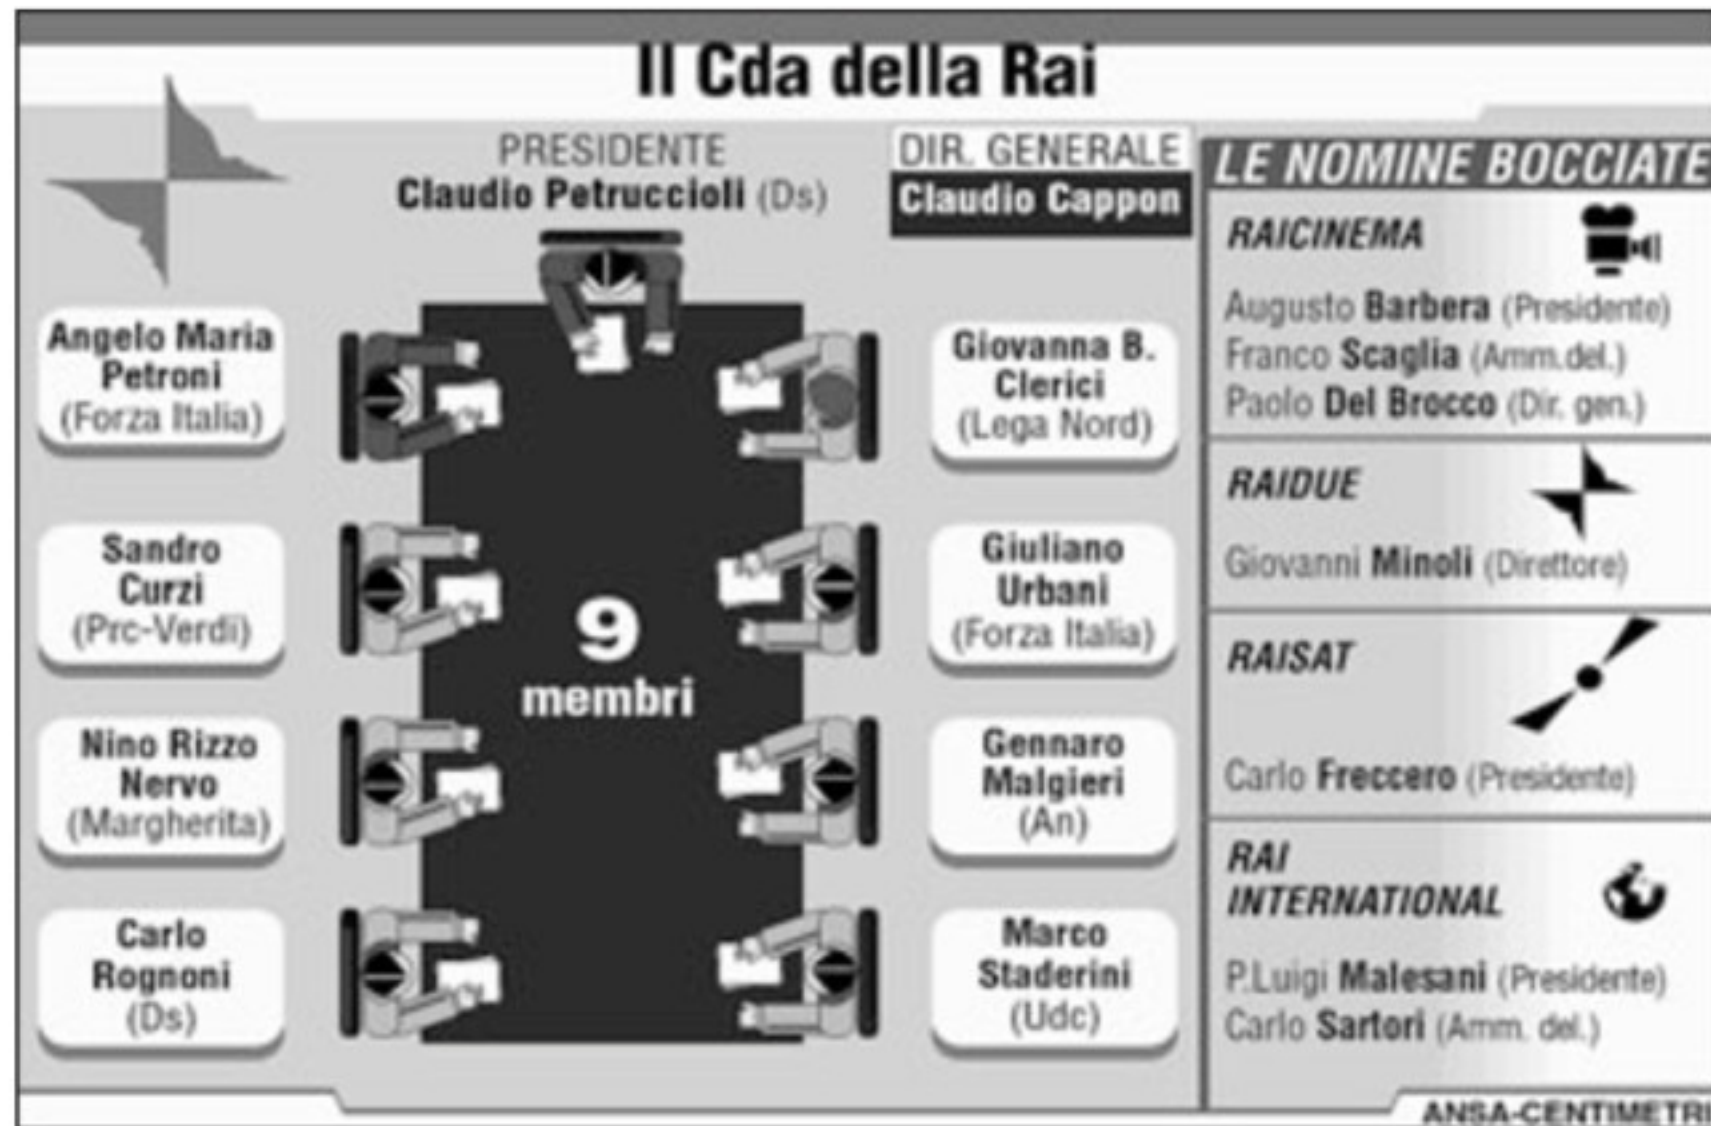 Il Cda della Rai
PRESIDENTE
Claudio Petruccioli (Ds)
DIR. GENERALE
Claudio Cappon
Angelo Maria
Petroni
(Forza Italia)
Sandro
Curzi
(Prc-Verdi)
Nino Rizzo
Nervo
(Margherita)
Carlo
Rognoni
(Ds)
9
membri
Giovanna B.
Clerici
(Lega Nord)
Giuliano
Urbani
(Forza Italia)
Gennaro
Malgieri
(An)
Marco
Staderini
(Udc)
LE NOMINE BOCCIATE
RAICINEMA
Augusto Barbera (Presidente)
Franco Scaglia (Amm.del.)
Paolo Del Brocco (Dir. gen.)
RAIDUE
Giovanni Minoli (Direttore)
RAISAT
Carlo Freccero (Presidente)
RAI
INTERNATIONAL
P.Luigi Malesani (Presidente)
Carlo Sartori (Amm. del.)
ANSA-CENTIMETRI